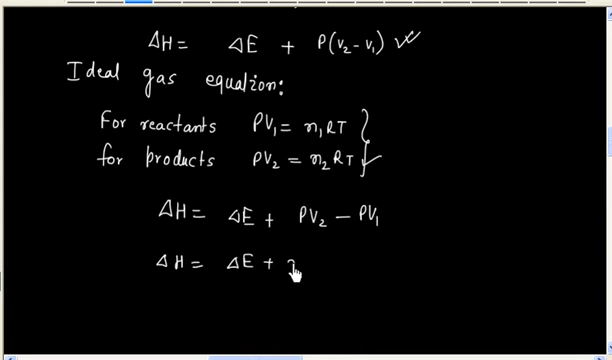 ΔH = ΔE + P(V₂ - V₁)
Ideal gas equation:
For reactants PV₁ = n₁RT
for products PV₂ = n₂RT
ΔH = ΔE + PV₂ - PV₁
ΔH = ΔE +